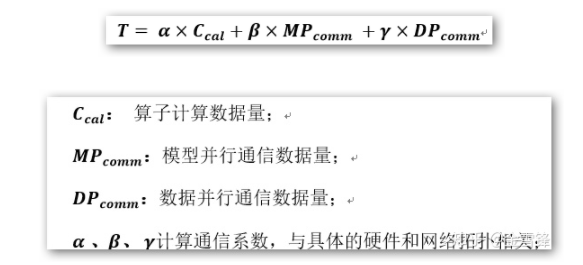 T = α × C_cal + β × MP_comm + γ × DP_comm
C_cal： 算子计算数据量；
MP_comm：模型并行通信数据量；
DP_comm：数据并行通信数据量；
α 、β、γ计算通信系数，与具体的硬件和网络拓扑相关；